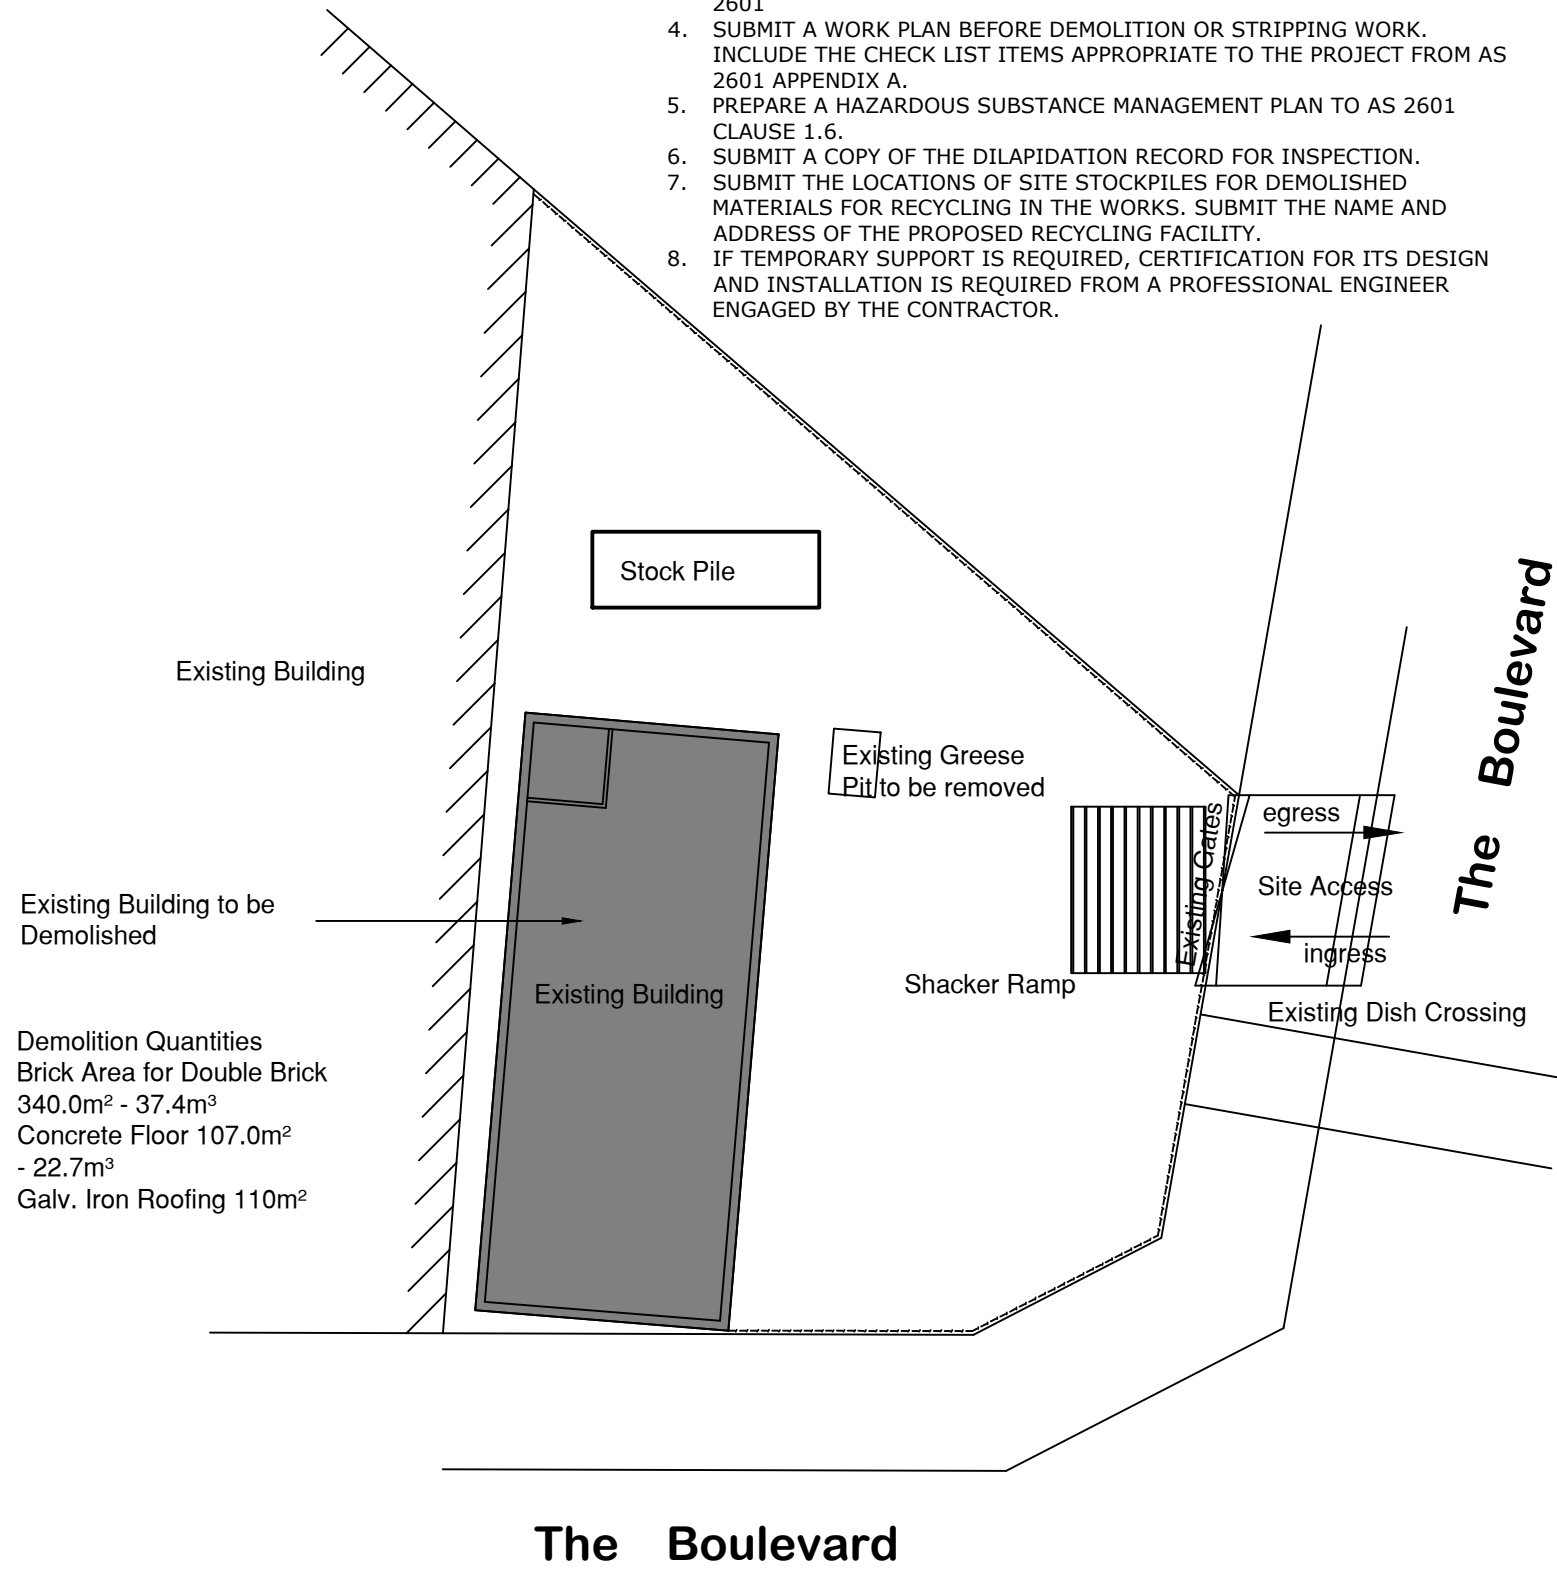 2601
4. SUBMIT A WORK PLAN BEFORE DEMOLITION OR STRIPPING WORK.
INCLUDE THE CHECK LIST ITEMS APPROPRIATE TO THE PROJECT FROM AS
2601 APPENDIX A.
5. PREPARE A HAZARDOUS SUBSTANCE MANAGEMENT PLAN TO AS 2601
CLAUSE 1.6.
6. SUBMIT A COPY OF THE DILAPIDATION RECORD FOR INSPECTION.
7. SUBMIT THE LOCATIONS OF SITE STOCKPILES FOR DEMOLISHED
MATERIALS FOR RECYCLING IN THE WORKS. SUBMIT THE NAME AND
ADDRESS OF THE PROPOSED RECYCLING FACILITY.
8. IF TEMPORARY SUPPORT IS REQUIRED, CERTIFICATION FOR ITS DESIGN
AND INSTALLATION IS REQUIRED FROM A PROFESSIONAL ENGINEER
ENGAGED BY THE CONTRACTOR.
Stock Pile
Existing Building
Existing Greese
Pit to be removed
Existing Gates
egress
Site Access
ingress
The Boulevard
Existing Building to be
Demolished
Existing Building
Shacker Ramp
Existing Dish Crossing
Demolition Quantities
Brick Area for Double Brick
340.0m² - 37.4m³
Concrete Floor 107.0m²
- 22.7m³
Galv. Iron Roofing 110m²
The Boulevard